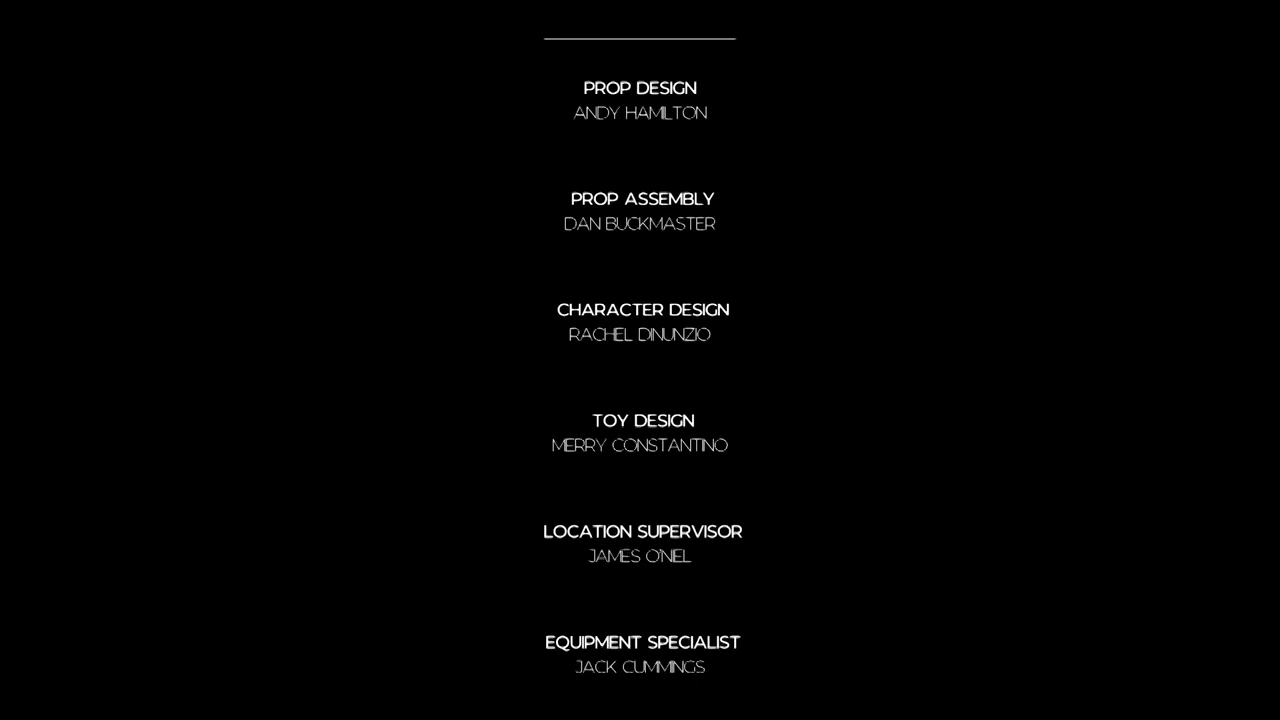 PROP DESIGN
ANDY HAMILTON
PROP ASSEMBLY
DAN BUCKMASTER
CHARACTER DESIGN
RACHEL DINUNZIO
TOY DESIGN
MERRY CONSTANTINO
LOCATION SUPERVISOR
JAMES O'NIEL
EQUIPMENT SPECIALIST
JACK CUMMINGS